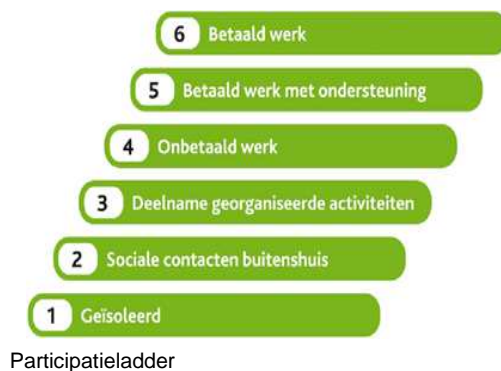 6 Betaald werk
5 Betaald werk met ondersteuning
4 Onbetaald werk
3 Deelname georganiseerde activiteiten
2 Sociale contacten buitenshuis
1 Geïsoleerd
Participatieladder